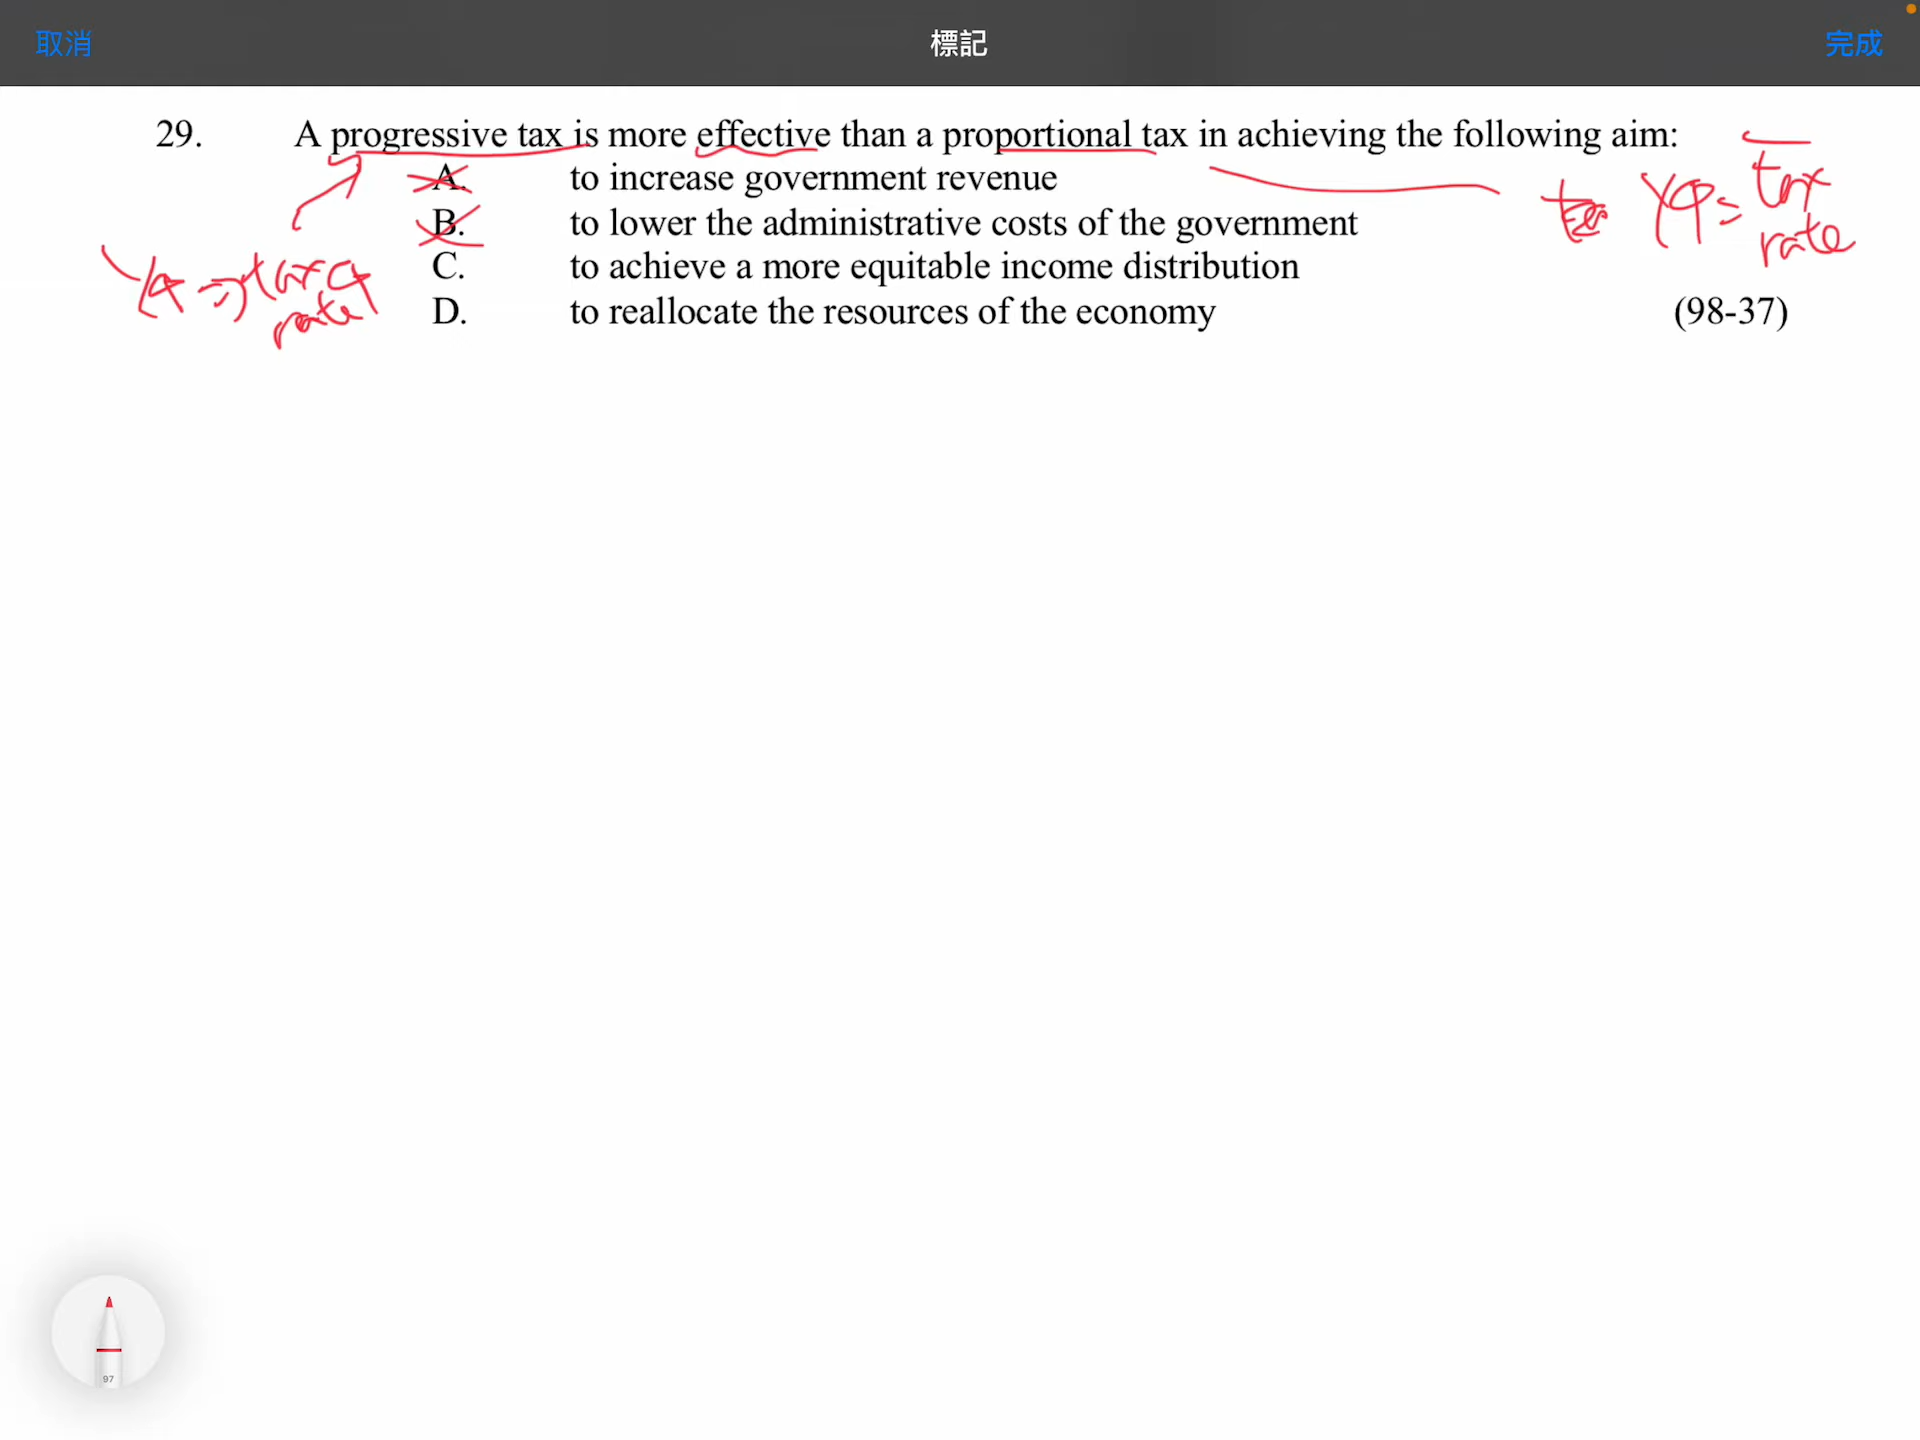 取消
標記
完成
29. A progressive tax is more effective than a proportional tax in achieving the following aim:
A. to increase government revenue
B. to lower the administrative costs of the government
C. to achieve a more equitable income distribution
D. to reallocate the resources of the economy (98-37)
Y↑ = tax
rate
Y↑ ⇒ tax ↑
rate
97